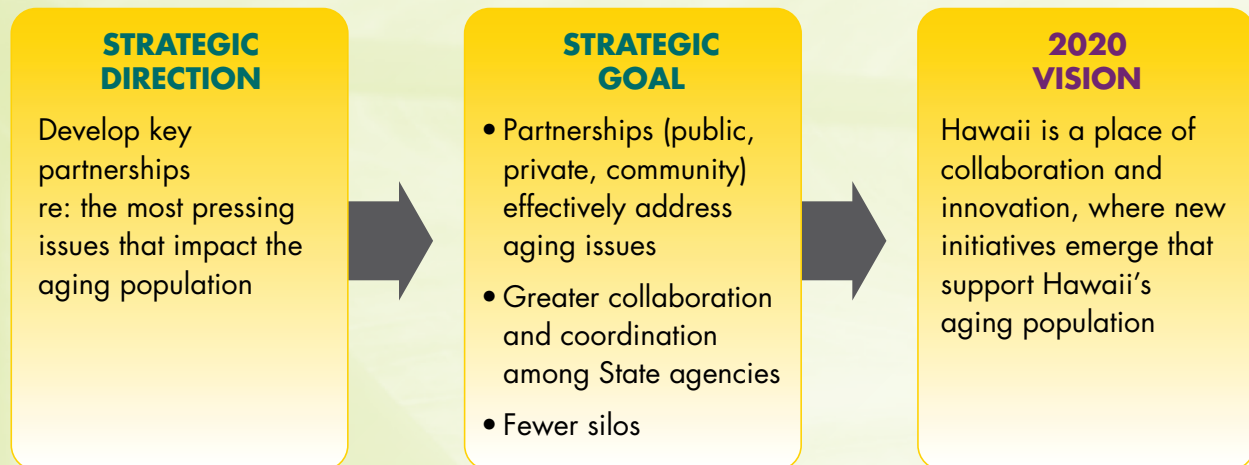 STRATEGIC
DIRECTION
Develop key
partnerships
re: the most pressing
issues that impact the
aging population
STRATEGIC
GOAL
• Partnerships (public,
private, community)
effectively address
aging issues
• Greater collaboration
and coordination
among State agencies
• Fewer silos
2020
VISION
Hawaii is a place of
collaboration and
innovation, where new
initiatives emerge that
support Hawaii’s
aging population